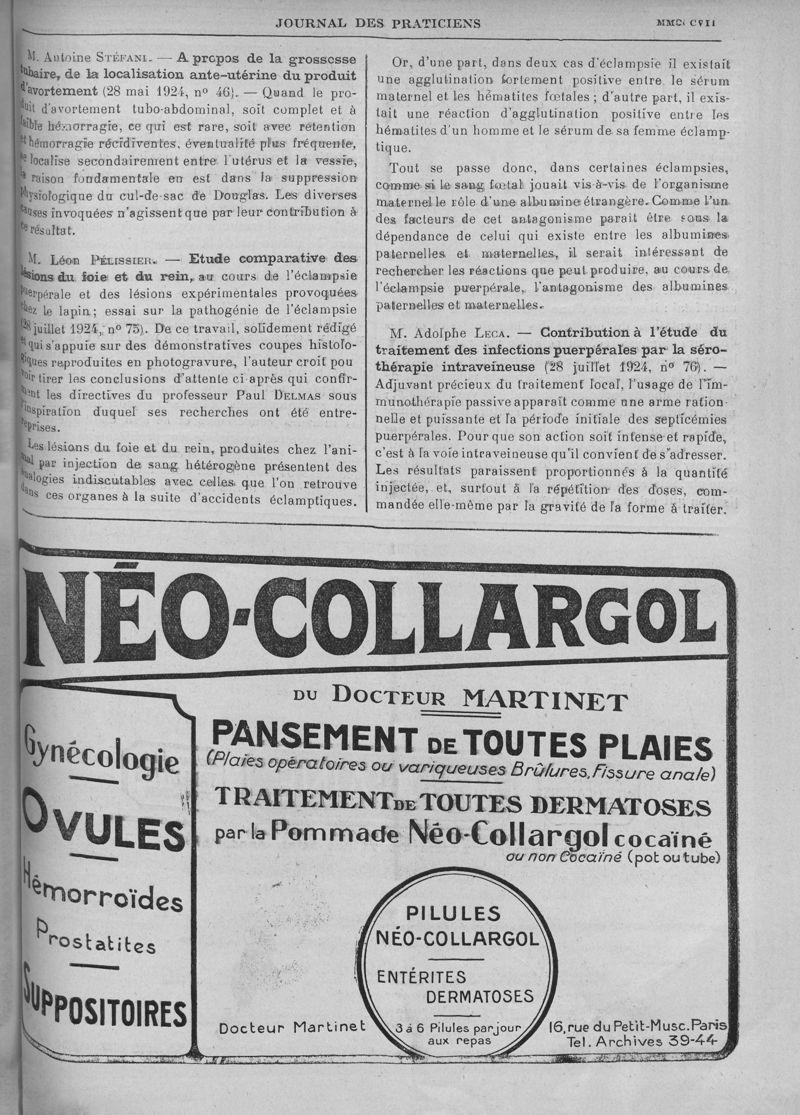 JOURNAL DES PRATICIENS
M. Antoine STÉFANI. — A propos de la grossesse
tubaire, de la localisation ante-utérine du produit
d'avortement (28 mai 1924, nº 46). — Quand le pro-
duit d'avortement tubo-abdominal, soit complet et à
faible hémorragie, ce qui est rare, soit avec rétention
et hémorragie récidiventes, éventualité plus fréquente,
se localise secondairement entre l'utérus et la vessie,
la raison fondamentale en est dans la suppression
physiologique du cul-de-sac de Douglas. Les diverses
causes invoquées n'agissent que par leur contribution à
ce résultat.
M. Léon PÉLISSIER. — Etude comparative des
lésions du foie et du rein, au cours de l'éclampsie
puerpérale et des lésions expérimentales provoquées
chez le lapin; essai sur la pathogénie de l'éclampsie
(28 juillet 1924, nº 75). De ce travail, solidement rédigé
et qui s'appuie sur des démonstratives coupes histolo-
giques reproduites en photogravure, l'auteur croit pou
voir tirer les conclusions d'attente ci après qui confir-
ment les directives du professeur Paul DELMAS sous
l'inspiration duquel ses recherches ont été entre-
prises.
Les lésions du foie et du rein, produites chez l'ani-
mal par injection de sang hétérogène présentent des
analogies indiscutables avec celles, que l'on retrouve
dans ces organes à la suite d'accidents éclamptiques.
Or, d'une part, dans deux cas d'éclampsie il existait
une agglutination fortement positive entre le sérum
maternel et les hématites fœtales; d'autre part, il exis-
tait une réaction d'agglutination positive entre les
hématites d'un homme et le sérum de sa femme éclamp-
tique.
Tout se passe donc, dans certaines éclampsies,
comme si le sang fœtal jouait vis-à-vis de l'organisme
maternel le rôle d'une albumine étrangère. Comme l'un
des facteurs de cet antagonisme parait être sous la
dépendance de celui qui existe entre les albumines
paternelles et maternelles, il serait intéressant de
rechercher les réactions que peut produire, au cours de
l'éclampsie puerpérale, l'antagonisme des albumines
paternelles et maternelles.
M. Adolphe LECA. — Contribution à l'étude du
traitement des infections puerpérales par la séro-
thérapie intraveineuse (28 juillet 1924, nº 76). —
Adjuvant précieux du traitement local, l'usage de l'im-
munothérapie passive apparaît comme une arme ration-
nelle et puissante et la période initiale des septicémies
puerpérales. Pour que son action soit intense et rapide,
c'est à la voie intraveineuse qu'il convient de s'adresser.
Les résultats paraissent proportionnés à la quantité
injectée, et, surtout à la répétition des doses, com-
mandée elle-même par la gravité de la forme à traiter.
NÉO-COLLARGOL
DU DOCTEUR MARTINET
Gynécologie
OVULES
Hémorroïdes
Prostatites
SUPPOSITOIRES
PANSEMENT DE TOUTES PLAIES
(Plaies opératoires ou variqueuses Brûlures, Fissure anale)
TRAITEMENT DE TOUTES DERMATOSES
par la Pommade Néo-Collargol cocaïné
ou non Cocaïné (pot ou tube)
PILULES
NÉO-COLLARGOL
ENTÉRITES
DERMATOSES
3 à 6 Pilules par jour
aux repas
Docteur Martinet
16, rue du Petit-Musc. Paris
Tel. Archives 39-44